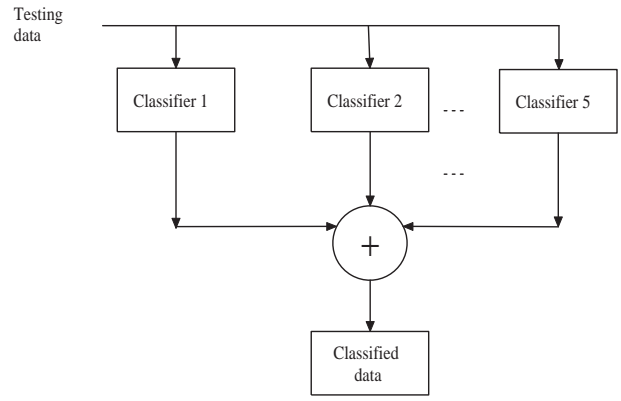 Testing
data
Classifier 1
Classifier 2
---
Classifier 5
---
+
Classified
data